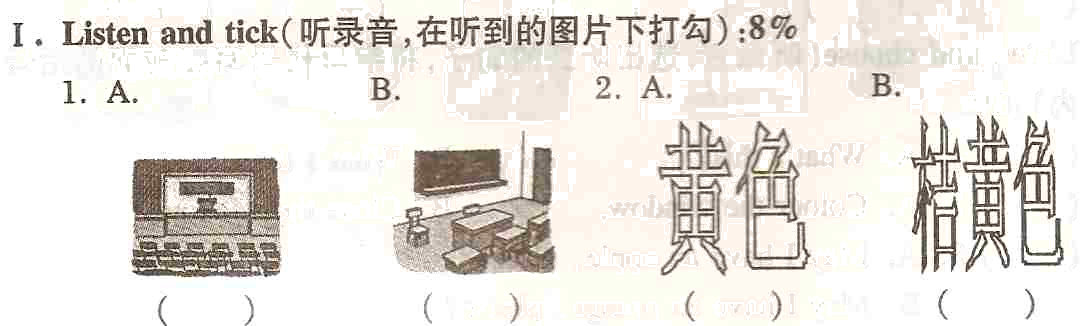 I. Listen and tick(听录音,在听到的图片下打勾):8%
1. A. B. 2. A. B.
黄色 桔黄色
( ) ( ) ( ) ( )